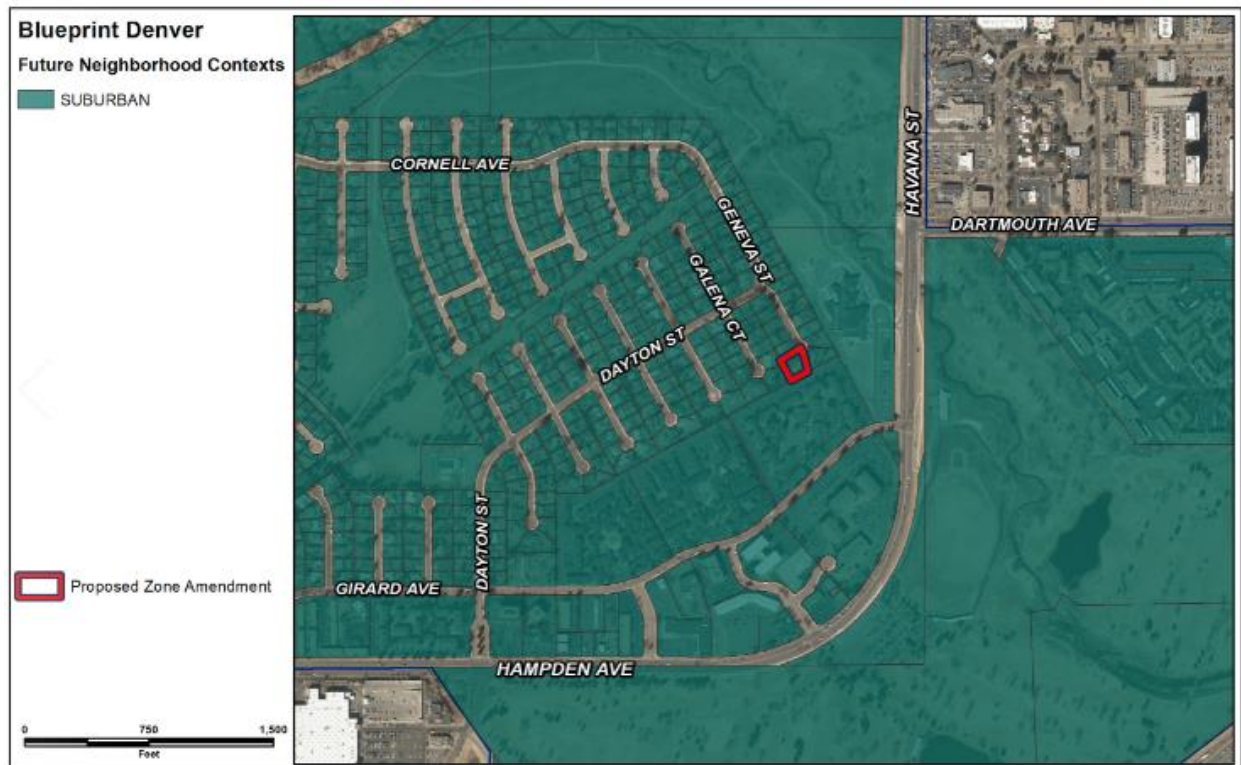 Blueprint Denver
Future Neighborhood Contexts
SUBURBAN
Proposed Zone Amendment
0 750 1,500
Feet
CORNELL AVE
GENEVA ST
HAVANA ST
DARTMOUTH AVE
GALENA CT
DAYTON ST
DAYTON ST
GIRARD AVE
HAMPDEN AVE